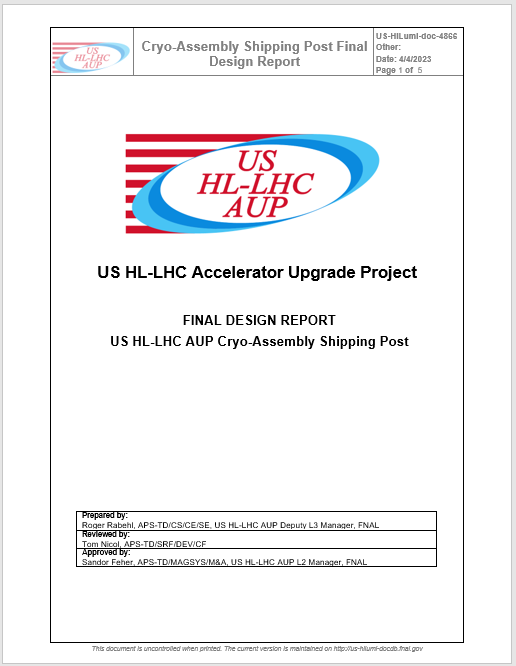 US
HL-LHC
AUP
Cryo-Assembly Shipping Post Final
Design Report
US-HiLumi-doc-4866
Other:
Date: 4/4/2023
Page 1 of 5
US
HL-LHC
AUP
US HL-LHC Accelerator Upgrade Project
FINAL DESIGN REPORT
US HL-LHC AUP Cryo-Assembly Shipping Post
Prepared by:
Roger Rabehl, APS-TD/CS/CE/SE, US HL-LHC AUP Deputy L3 Manager, FNAL
Reviewed by:
Tom Nicol, APS-TD/SRF/DEV/CF
Approved by:
Sandor Feher, APS-TD/MAGSYS/M&A, US HL-LHC AUP L2 Manager, FNAL
This document is uncontrolled when printed. The current version is maintained on http://us-hilumi-docdb.fnal.gov